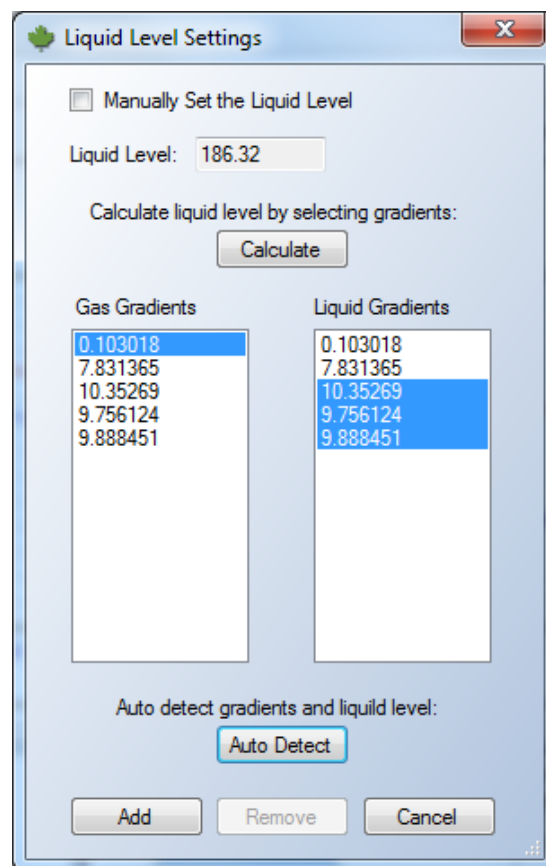 Liquid Level Settings
Manually Set the Liquid Level
Liquid Level: 186.32
Calculate liquid level by selecting gradients:
Calculate
Gas Gradients Liquid Gradients
0.103018 0.103018
7.831365 7.831365
10.35269 10.35269
9.756124 9.756124
9.888451 9.888451
Auto detect gradients and liquild level:
Auto Detect
Add Remove Cancel